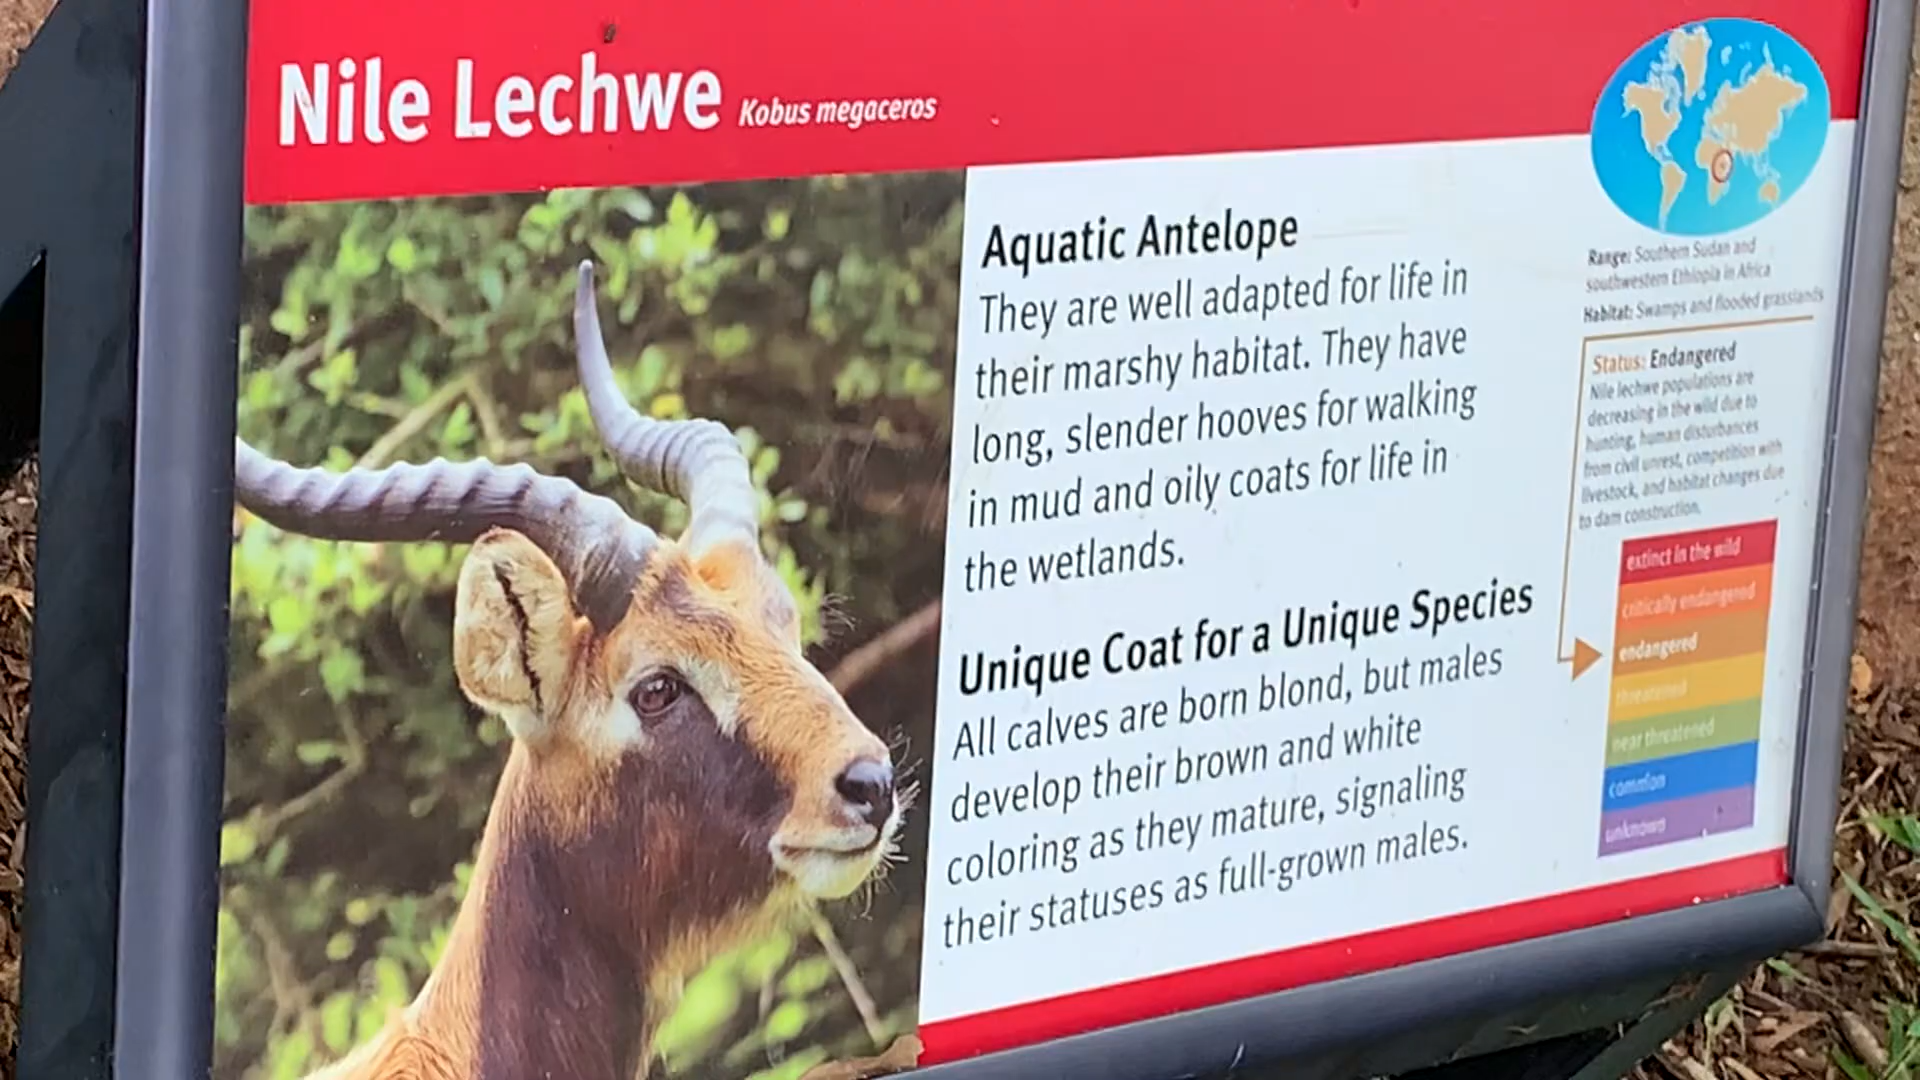 Nile Lechwe Kobus megaceros
Aquatic Antelope
They are well adapted for life in
their marshy habitat. They have
long, slender hooves for walking
in mud and oily coats for life in
the wetlands.
Unique Coat for a Unique Species
All calves are born blond, but males
develop their brown and white
coloring as they mature, signaling
their statuses as full-grown males.
Range: Southern Sudan and
southwestern Ethiopia in Africa
Habitat: Swamps and flooded grasslands
Status: Endangered
Nile lechwe populations are
decreasing in the wild due to
hunting, human disturbances
from civil unrest, competition with
livestock, and habitat changes due
to dam construction.
extinct in the wild
critically endangered
endangered
threatened
near threatened
common
unknown